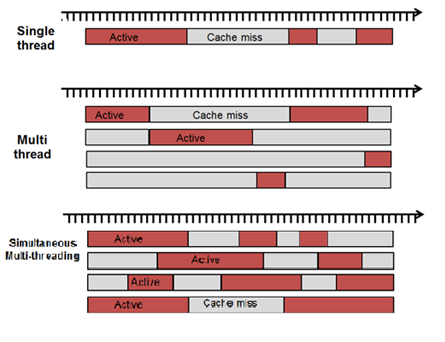 Single
thread
Active
Cache miss
Multi
thread
Active
Cache miss
Active
Simultaneous
Multi-threading
Active
Active
Active
Active
Cache miss